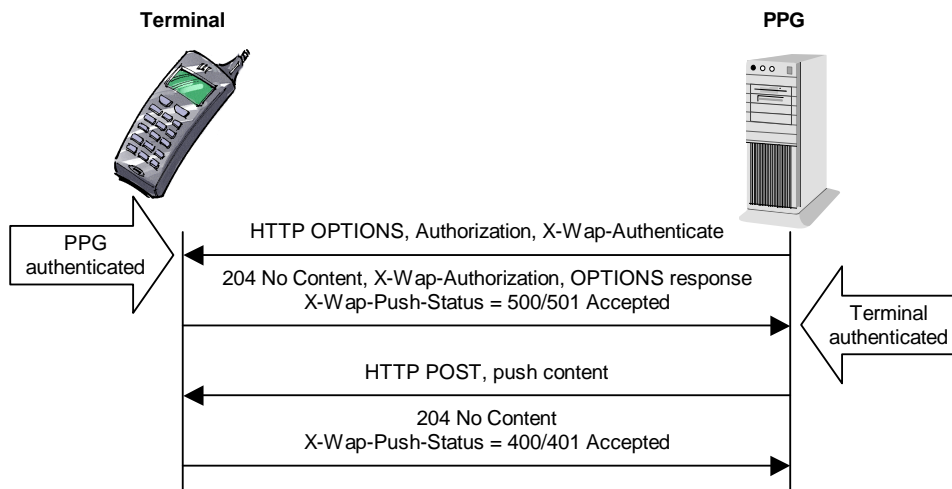 Terminal
PPG
HTTP OPTIONS, Authorization, X-Wap-Authenticate
PPG
authenticated
204 No Content, X-Wap-Authorization, OPTIONS response
X-Wap-Push-Status = 500/501 Accepted
Terminal
authenticated
HTTP POST, push content
204 No Content
X-Wap-Push-Status = 400/401 Accepted